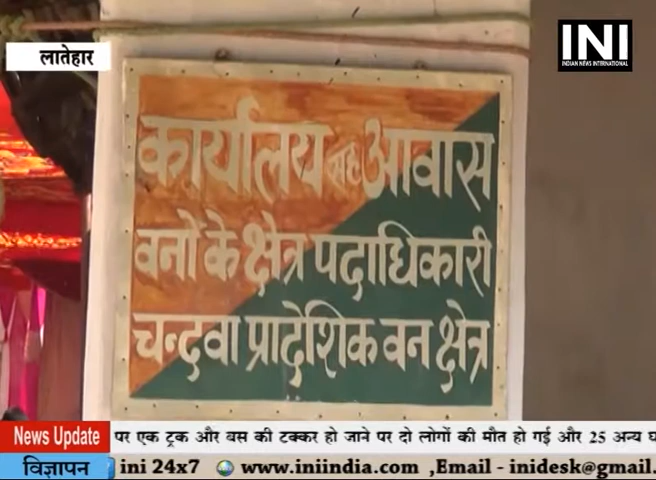 लातेहार
INI
INDIAN NEWS INTERNATIONAL
कार्यालय सह आवास
वनों के क्षेत्र पदाधिकारी
चन्दवा प्रादेशिक वन क्षेत्र
News Update पर एक ट्रक और बस की टक्कर हो जाने पर दो लोगों की मौत हो गई और 25 अन्य
विज्ञापन ini 24x7 www.iniindia.com ,Email - inidesk@gmail.